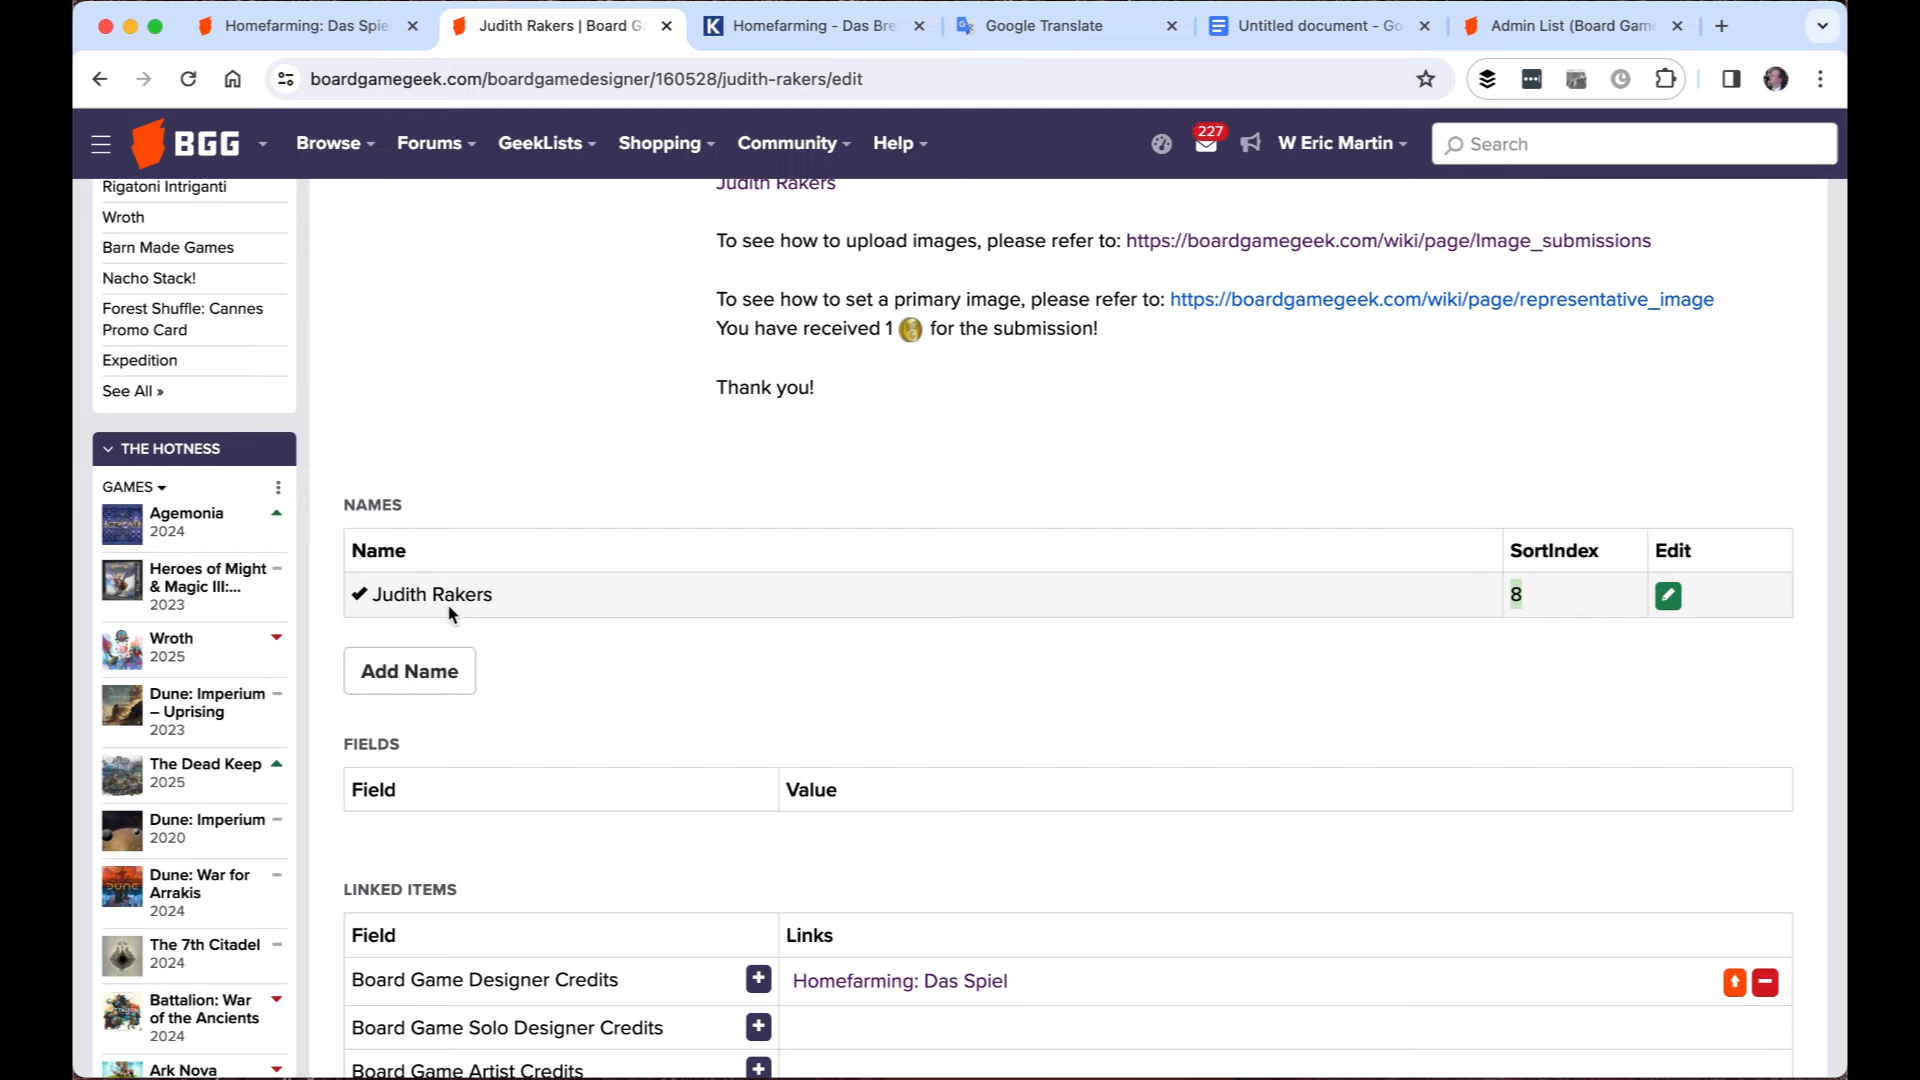 Homefarming: Das Spie
Judith Rakers | Board G
Homefarming - Das Bre
Google Translate
Untitled document - Go
Admin List (Board Gam
boardgamegeek.com/boardgamedesigner/160528/judith-rakers/edit
BGG
Browse
Forums
GeekLists
Shopping
Community
Help
227
W Eric Martin
Search
Rigatoni Intriganti
Wroth
Barn Made Games
Nacho Stack!
Forest Shuffle: Cannes
Promo Card
Expedition
See All »
THE HOTNESS
GAMES
Agemonia
2024
Heroes of Might
& Magic III:...
2023
Wroth
2025
Dune: Imperium
– Uprising
2023
The Dead Keep
2025
Dune: Imperium
2020
Dune: War for
Arrakis
2024
The 7th Citadel
2024
Battalion: War
of the Ancients
2024
Ark Nova
Judith Rakers
To see how to upload images, please refer to: https://boardgamegeek.com/wiki/page/Image_submissions
To see how to set a primary image, please refer to: https://boardgamegeek.com/wiki/page/representative_image
You have received 1 for the submission!
Thank you!
NAMES
Name SortIndex Edit
Judith Rakers 8
Add Name
FIELDS
Field Value
LINKED ITEMS
Field Links
Board Game Designer Credits Homefarming: Das Spiel
Board Game Solo Designer Credits
Board Game Artist Credits